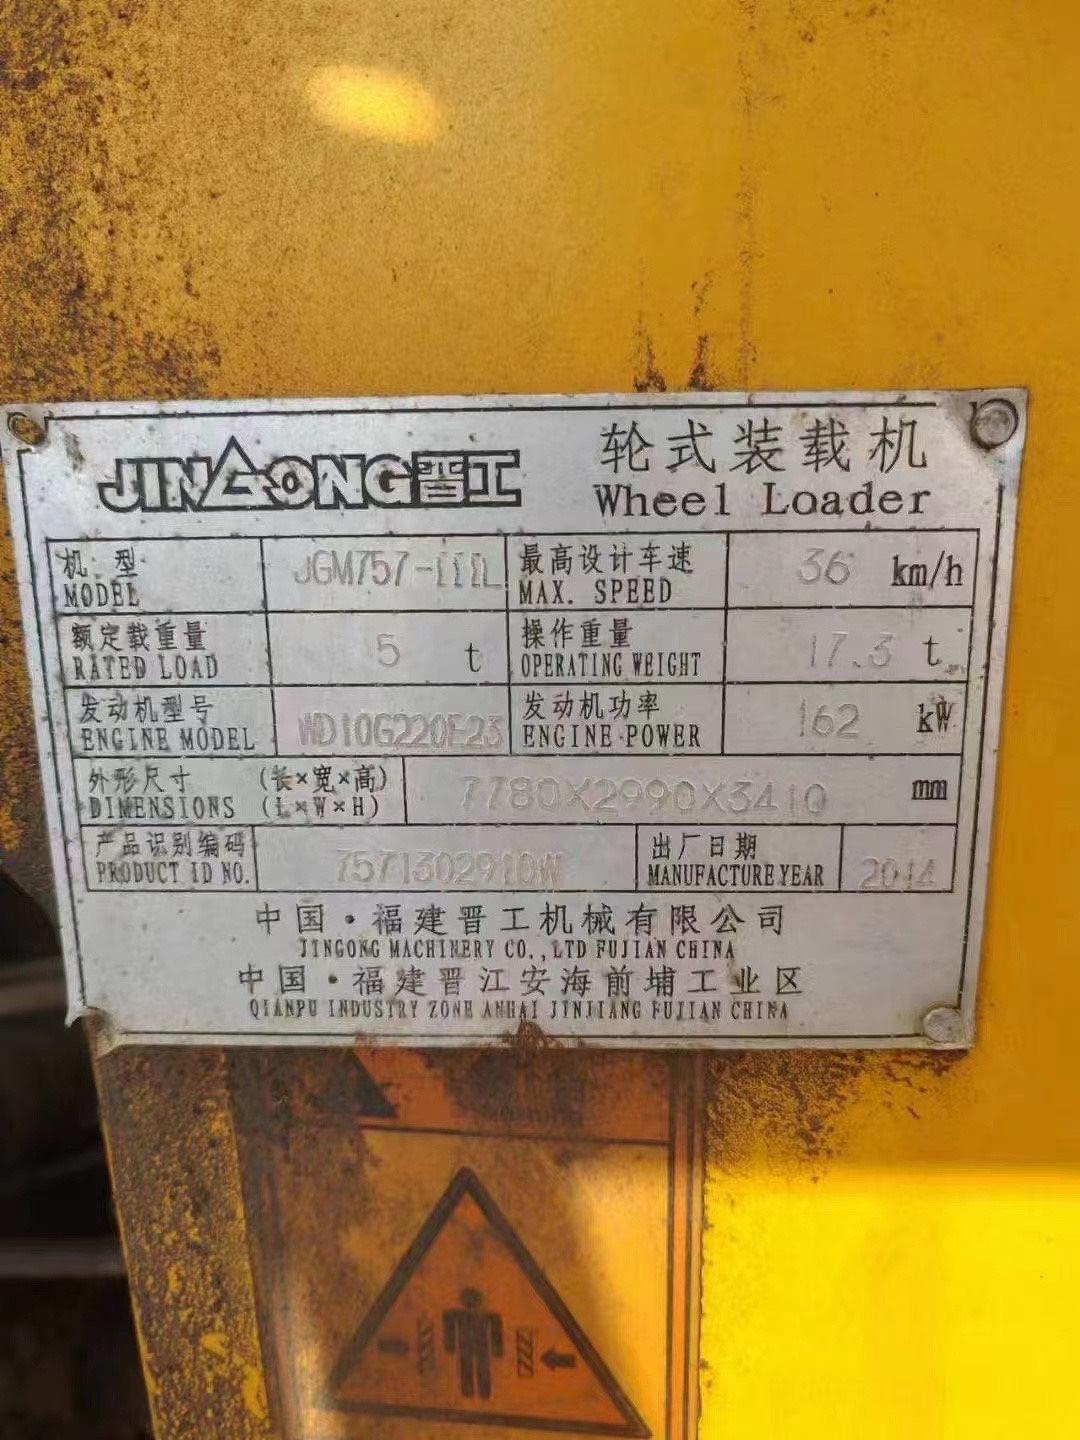 JINGONG晋工
轮式装载机
Wheel Loader
机型 JGM757-IIIL 最高设计车速 36 km/h
MODEL MAX. SPEED
额定载重量 5 t 操作重量 17.3 t
RATED LOAD OPERATING WEIGHT
发动机型号 WD10G220E23 发动机功率 162 kW
ENGINE MODEL ENGINE POWER
外形尺寸 (长×宽×高) 7780X2990X3410 mm
DIMENSIONS (L×W×H)
产品识别编码 7571302910W 出厂日期 2014
PRODUCT ID NO. MANUFACTURE YEAR
中国·福建晋工机械有限公司
JINGONG MACHINERY CO.,LTD FUJIAN CHINA
中国·福建晋江安海前埔工业区
QIANPU INDUSTRY ZONE ANHAI JINJIANG FUJIAN CHINA